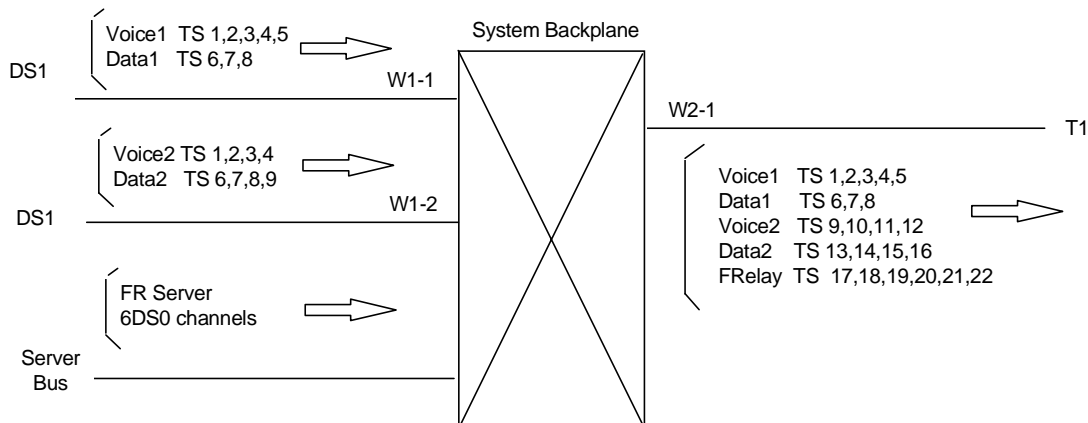 Voice1 TS 1,2,3,4,5
Data1 TS 6,7,8
DS1
W1-1
System Backplane
Voice2 TS 1,2,3,4
Data2 TS 6,7,8,9
DS1
W1-2
FR Server
6DS0 channels
Server
Bus
W2-1
T1
Voice1 TS 1,2,3,4,5
Data1 TS 6,7,8
Voice2 TS 9,10,11,12
Data2 TS 13,14,15,16
FRelay TS 17,18,19,20,21,22